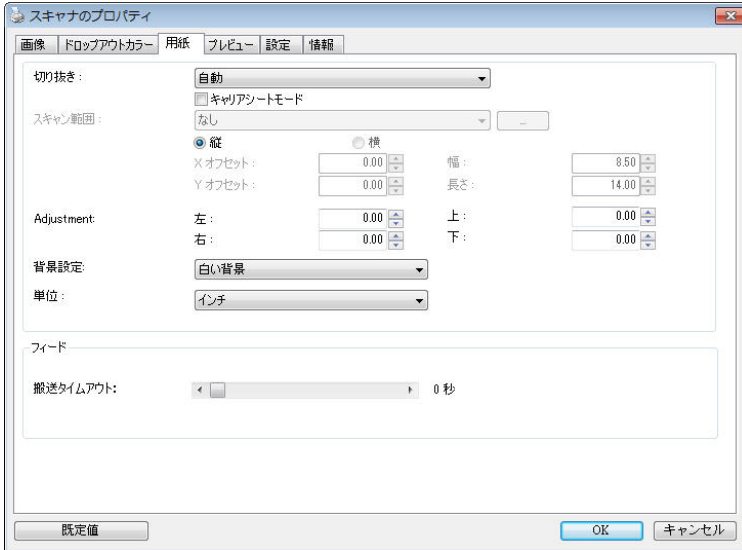 スキャナのプロパティ
画像 ドロップアウトカラー 用紙 プレビュー 設定 情報
切り抜き: 自動
キャリアシートモード
スキャン範囲: なし ...
縦 横
X オフセット: 0.00 幅: 8.50
Y オフセット: 0.00 長さ: 14.00
Adjustment: 左: 0.00 上: 0.00
右: 0.00 下: 0.00
背景設定: 白い背景
単位: インチ
フィード
搬送タイムアウト: 0 秒
既定値 OK キャンセル